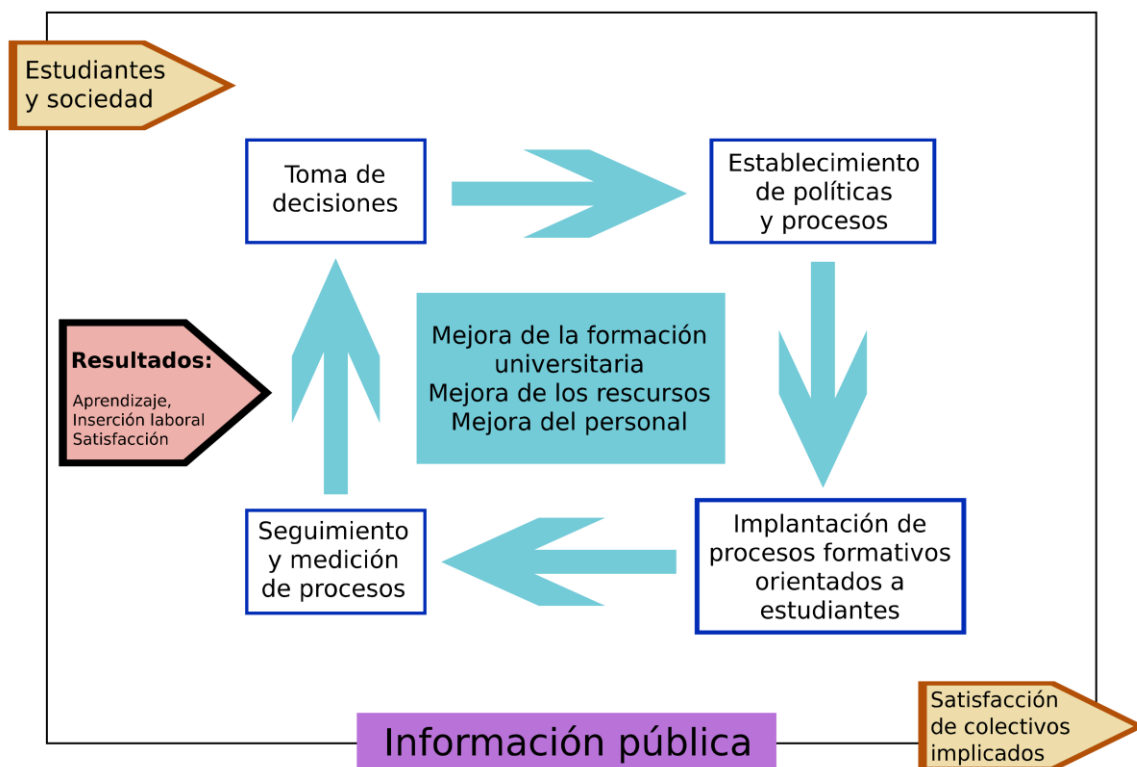 Estudiantes
y sociedad
Toma de
decisiones
Establecimiento
de políticas
y procesos
Resultados:
Aprendizaje,
Inserción laboral
Satisfacción
Mejora de la formación
universitaria
Mejora de los rescursos
Mejora del personal
Seguimiento
y medición
de procesos
Implantación de
procesos formativos
orientados a
estudiantes
Satisfacción
de colectivos
implicados
Información pública